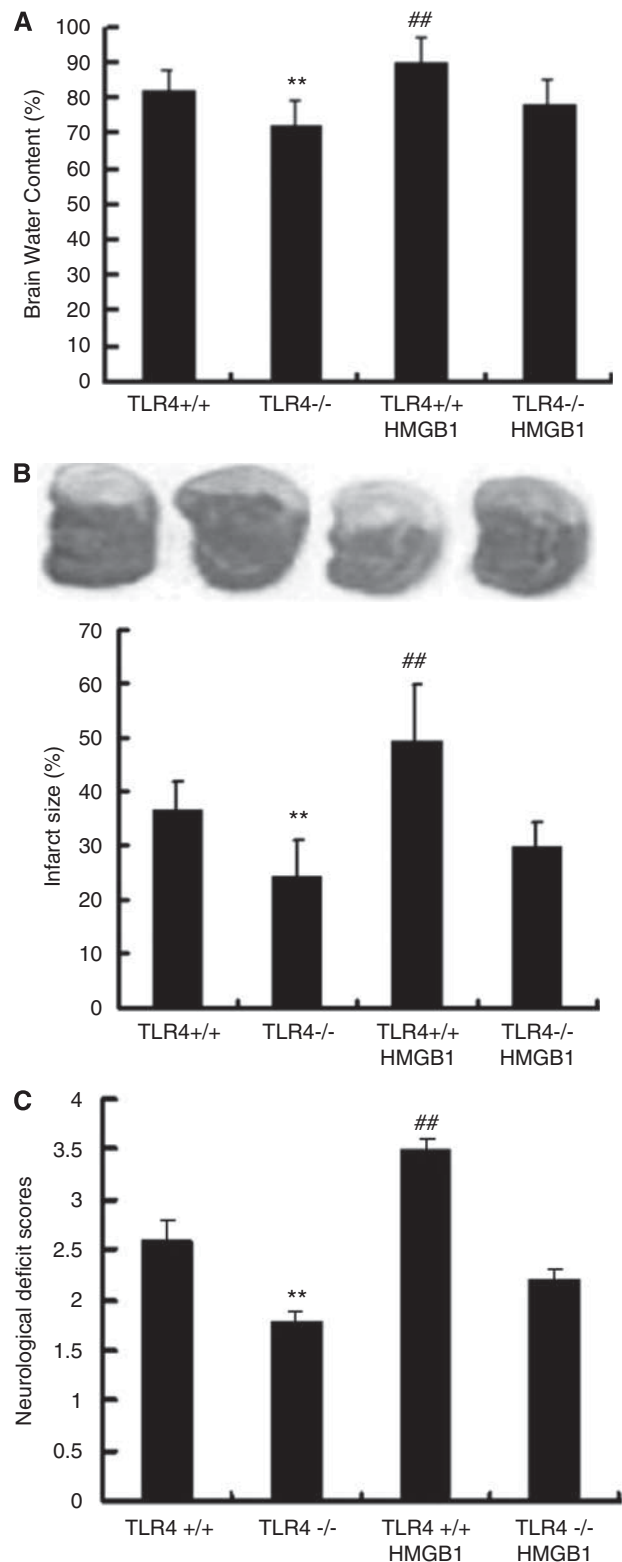 A
##
**
100
90
80
70
60
50
40
30
20
10
0
Brain Water Content (%)
TLR4+/+ TLR4-/- TLR4+/+ TLR4-/-
HMGB1 HMGB1
B
70
60
50
40
30
20
10
0
Infarct size (%)
##
**
TLR4+/+ TLR4-/- TLR4+/+ TLR4-/-
HMGB1 HMGB1
C
4
3.5
3
2.5
2
1.5
1
0.5
0
Neurological deficit scores
##
**
TLR4 +/+ TLR4 -/- TLR4 +/+ TLR4 -/-
HMGB1 HMGB1